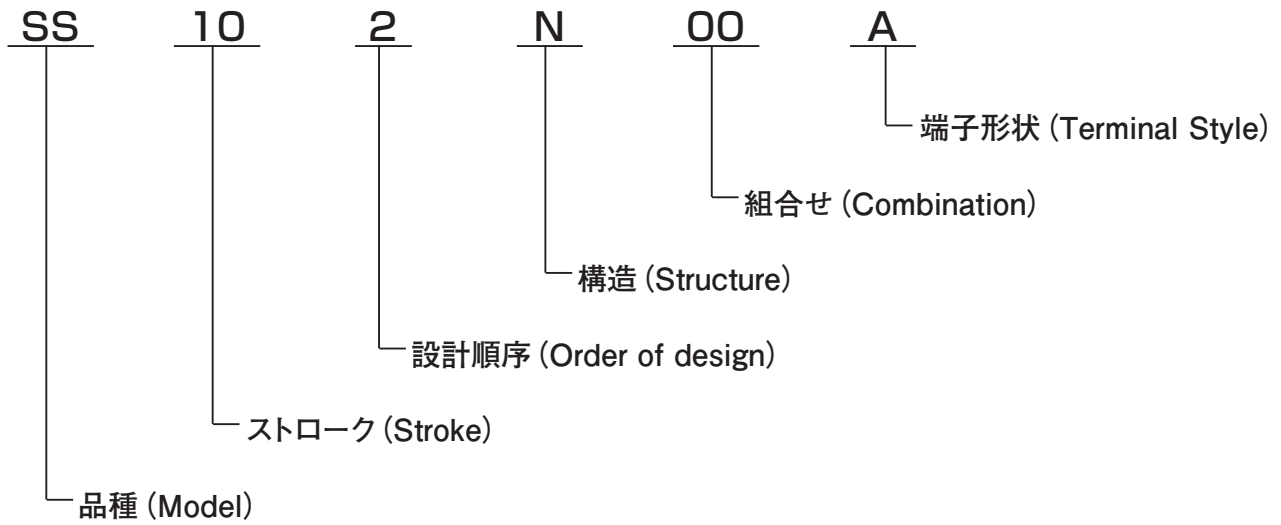 SS 10 2 N 00 A
端子形状 (Terminal Style)
組合せ (Combination)
構造 (Structure)
設計順序 (Order of design)
ストローク (Stroke)
品種 (Model)